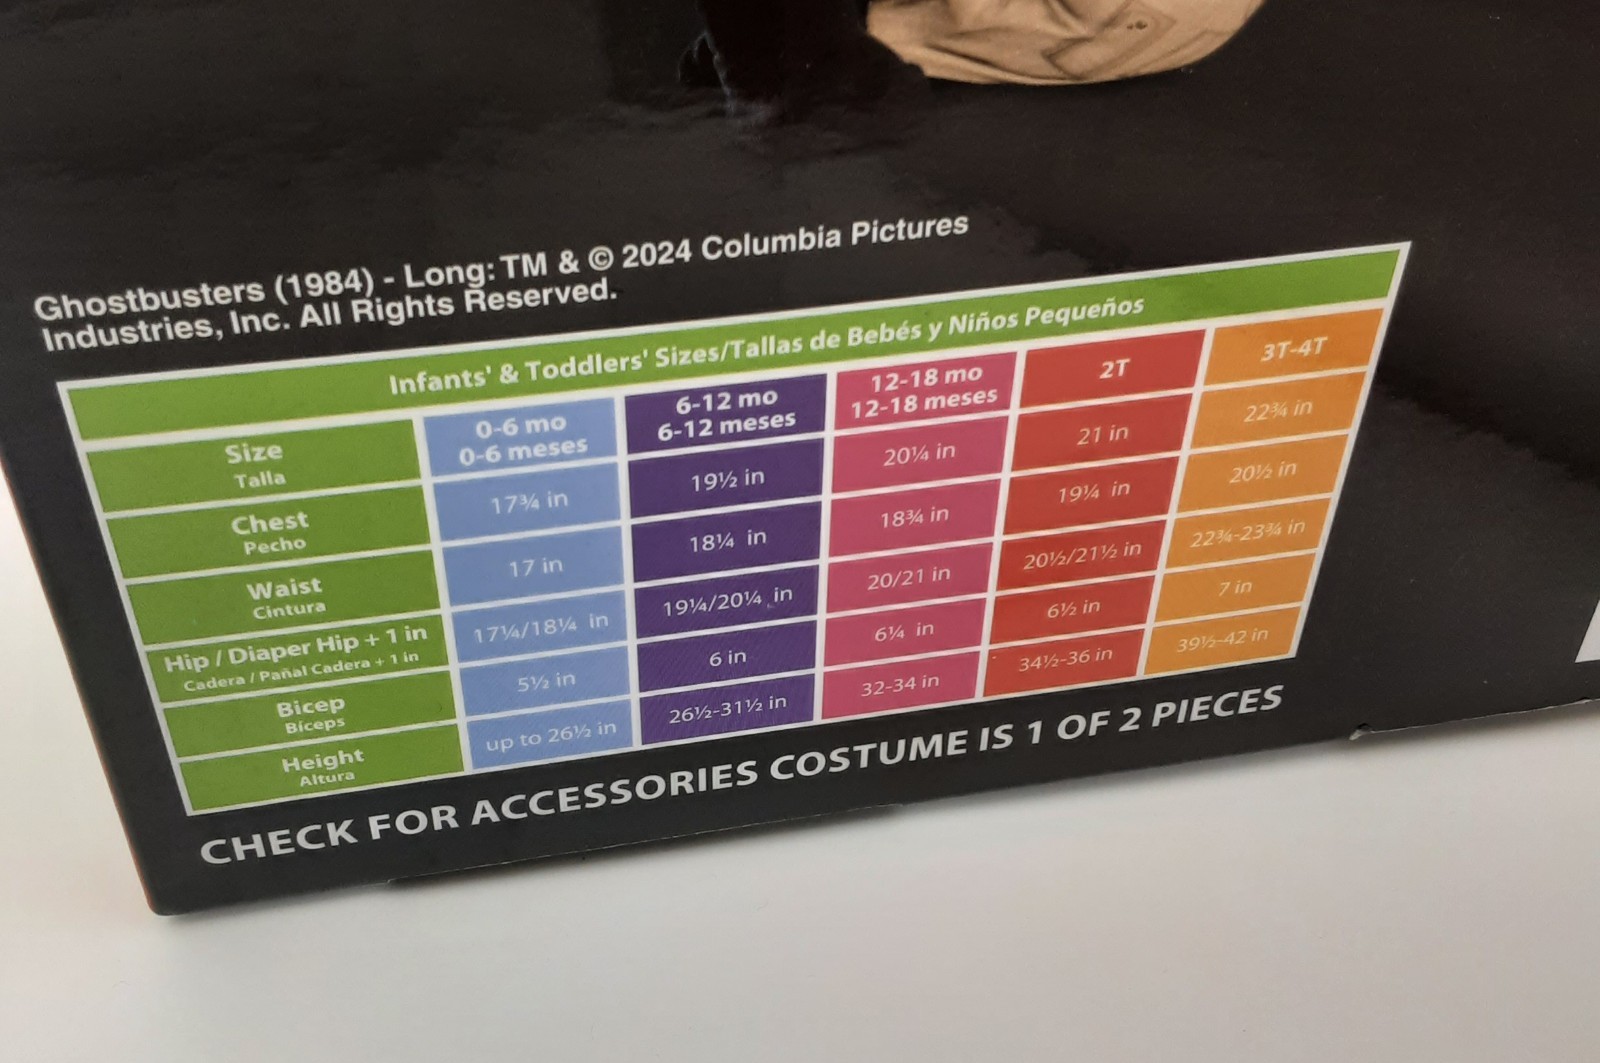 Ghostbusters (1984) - Long: TM & © 2024 Columbia Pictures
Industries, Inc. All Rights Reserved.
Infants' & Toddlers' Sizes/Tallas de Bebés y Niños Pequeños
Size
Talla
0-6 mo
0-6 meses
6-12 mo
6-12 meses
12-18 mo
12-18 meses
2T
3T-4T
Chest
Pecho
17¾ in
19½ in
20¼ in
21 in
22¾ in
Waist
Cintura
17 in
18¼ in
18¾ in
19¼ in
20½ in
Hip / Diaper Hip + 1 in
Cadera / Pañal Cadera + 1 in
17¼/18¼ in
19¼/20¼ in
20/21 in
20½/21½ in
22¾-23¾ in
Bicep
Bíceps
5½ in
6 in
6¼ in
6½ in
7 in
Height
Altura
up to 26½ in
26½-31½ in
32-34 in
34½-36 in
39½-42 in
CHECK FOR ACCESSORIES COSTUME IS 1 OF 2 PIECES